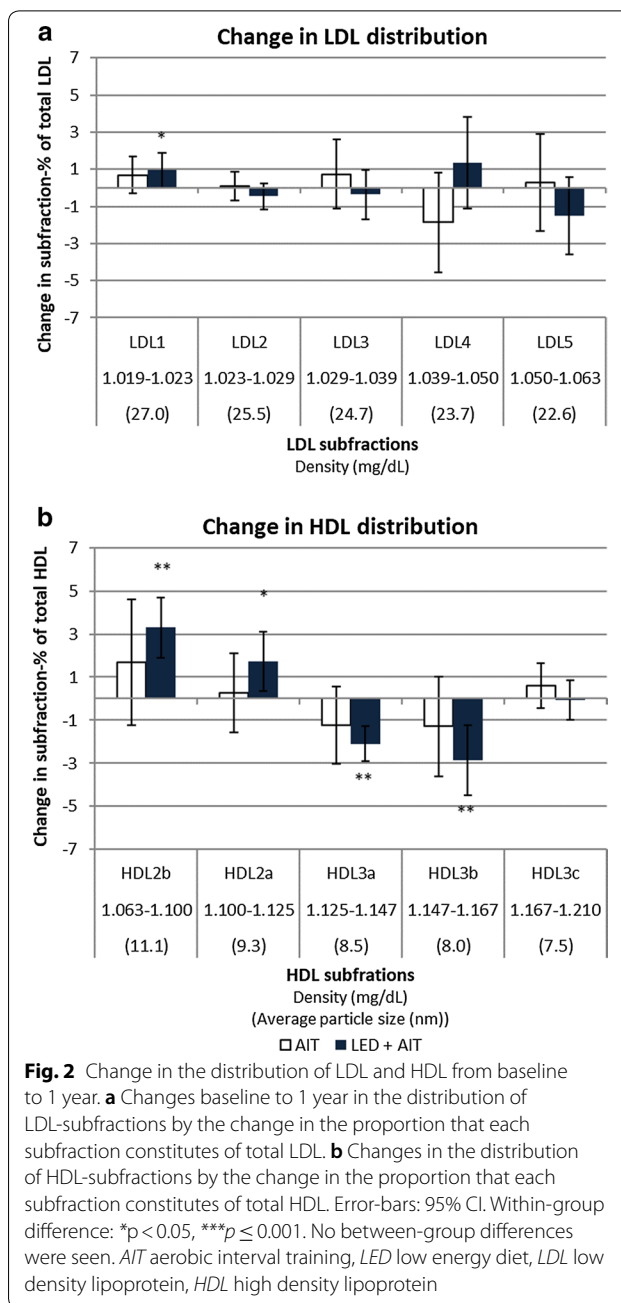 a
Change in LDL distribution
Change in subfraction-% of total LDL
7
5
3
1
-1
-3
-5
-7
*
LDL1 LDL2 LDL3 LDL4 LDL5
1.019-1.023 1.023-1.029 1.029-1.039 1.039-1.050 1.050-1.063
(27.0) (25.5) (24.7) (23.7) (22.6)
LDL subfractions
Density (mg/dL)
b
Change in HDL distribution
Change in subfraction-% of total HDL
7
5
3
1
-1
-3
-5
-7
** *
** **
HDL2b HDL2a HDL3a HDL3b HDL3c
1.063-1.100 1.100-1.125 1.125-1.147 1.147-1.167 1.167-1.210
(11.1) (9.3) (8.5) (8.0) (7.5)
HDL subfrations
Density (mg/dL)
(Average particle size (nm))
AIT LED + AIT
Fig. 2 Change in the distribution of LDL and HDL from baseline
to 1 year. a Changes baseline to 1 year in the distribution of
LDL-subfractions by the change in the proportion that each
subfraction constitutes of total LDL. b Changes in the distribution
of HDL-subfractions by the change in the proportion that each
subfraction constitutes of total HDL. Error-bars: 95% CI. Within-group
difference: *p < 0.05, ***p ≤ 0.001. No between-group differences
were seen. AIT aerobic interval training, LED low energy diet, LDL low
density lipoprotein, HDL high density lipoprotein